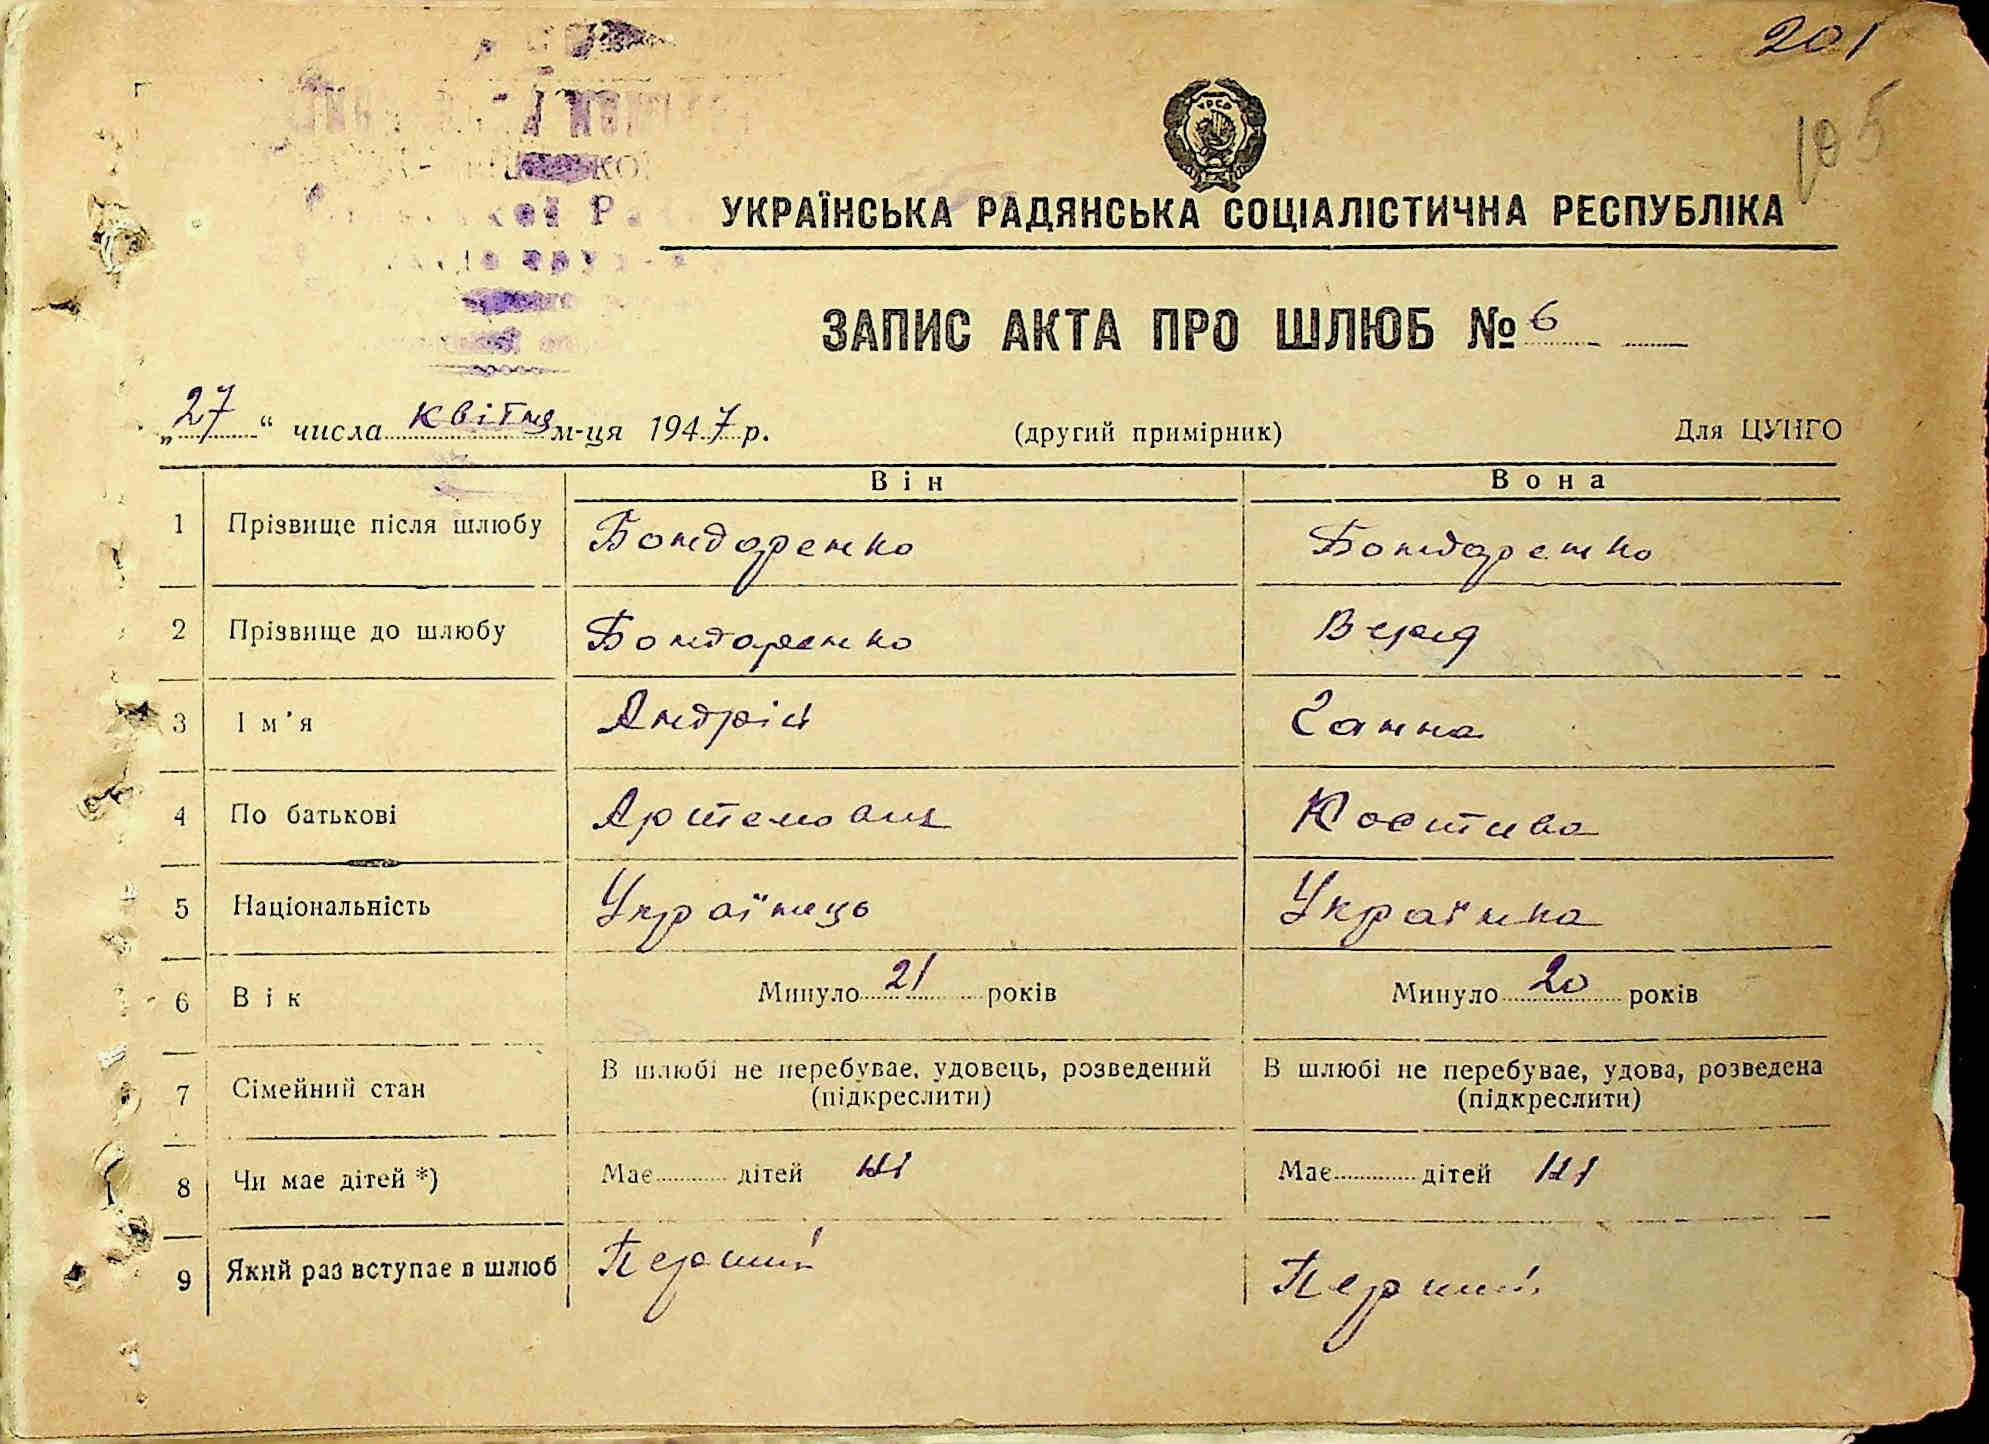 201
105
УКРАЇНСЬКА РАДЯНСЬКА СОЦІАЛІСТИЧНА РЕСПУБЛІКА
ЗАПИС АКТА ПРО ШЛЮБ № 6
„27“ числа квітня м-ця 1947 р. (другий примірник) Для ЦУНГО
Він Вона
1 Прізвище після шлюбу Бондаренко Бондаренко
2 Прізвище до шлюбу Бондаренко
3 Ім'я Андрій Ганна
4 По батькові Артемович Костівна
5 Національність Українець Українка
6 Вік Минуло 21 років Минуло 20 років
7 Сімейний стан В шлюбі не перебуває, удовець, розведений (підкреслити) В шлюбі не перебуває, удова, розведена (підкреслити)
8 Чи має дітей *) Має дітей ні Має дітей ні
9 Який раз вступає в шлюб Перший Перший